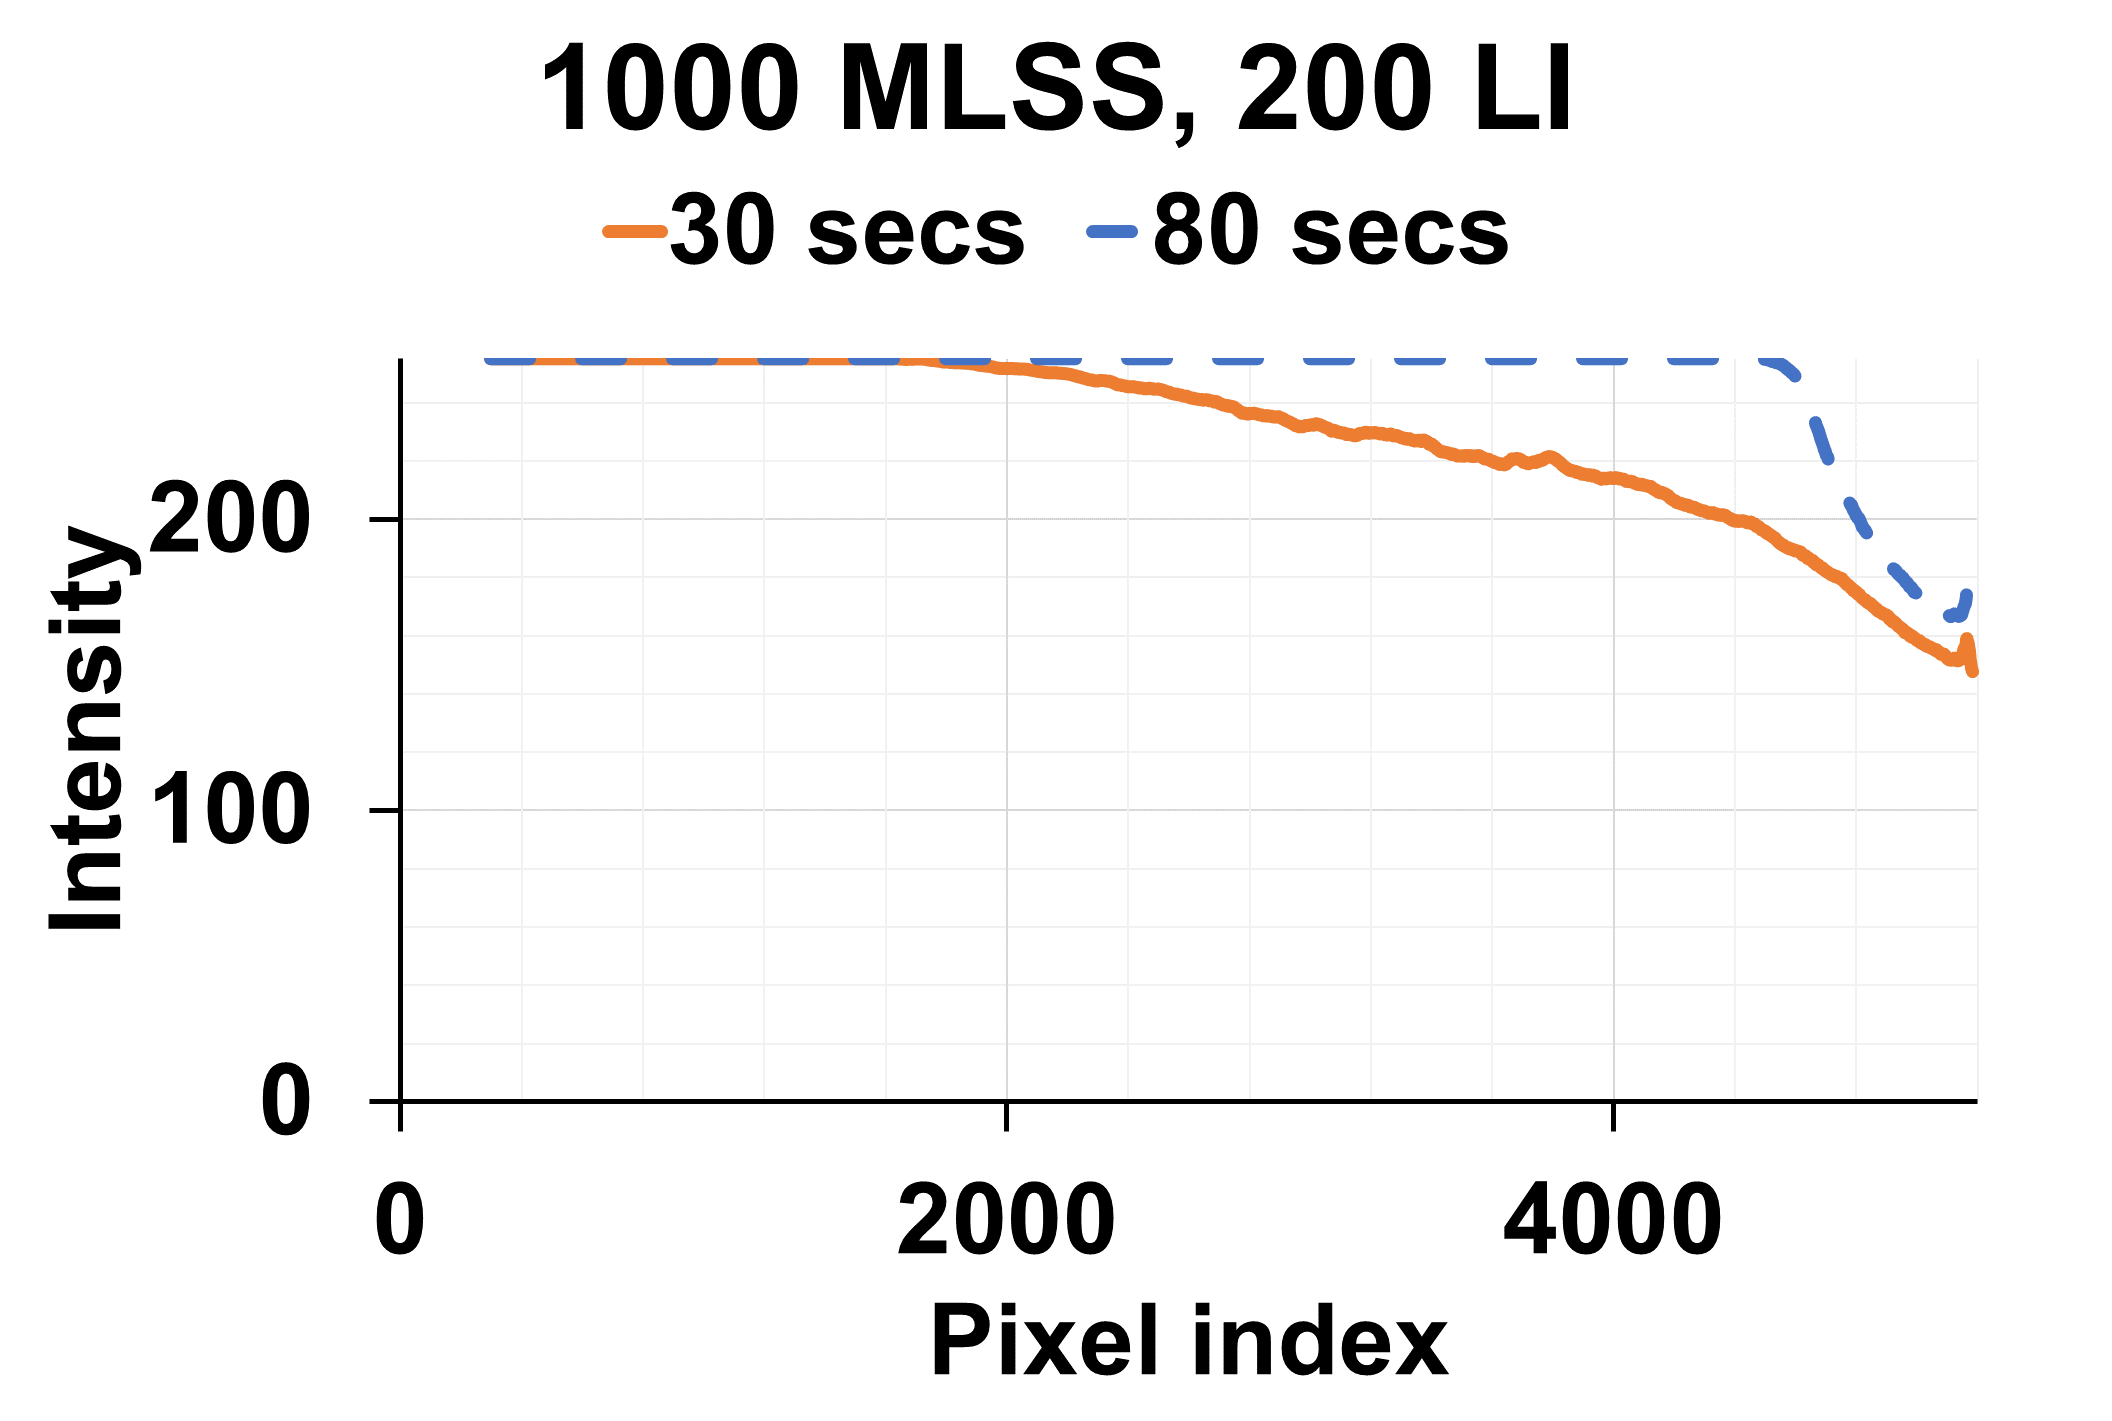 1000 MLSS, 200 LI
30 secs 80 secs
200
100
0
Intensity
0 2000 4000
Pixel index